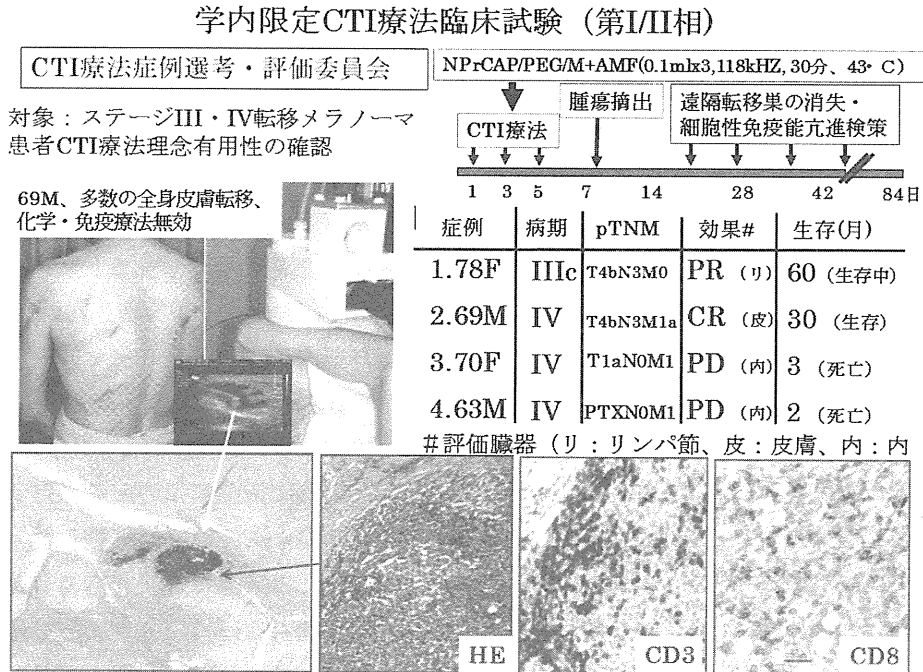 学内限定CTI療法臨床試験（第I/II相）
CTI療法症例選考・評価委員会
対象：ステージIII・IV転移メラノーマ
患者CTI療法理念有用性の確認
NPrCAP/PEG/M+AMF(0.1mlx3,118kHZ, 30分、43・C)
CTI療法
腫瘍摘出
遠隔転移巣の消失・
細胞性免疫能亢進検策
1 3 5 7 14 28 42 84日
69M、多数の全身皮膚転移、
化学・免疫療法無効
症例 病期 pTNM 効果# 生存(月)
1.78F IIIc T4bN3M0 PR（リ） 60（生存中）
2.69M IV T4bN3M1a CR（皮） 30（生存）
3.70F IV T1aN0M1 PD（内） 3（死亡）
4.63M IV PTXN0M1 PD（内） 2（死亡）
#評価臓器（リ：リンパ節、皮：皮膚、内：内
HE
CD3
CD8